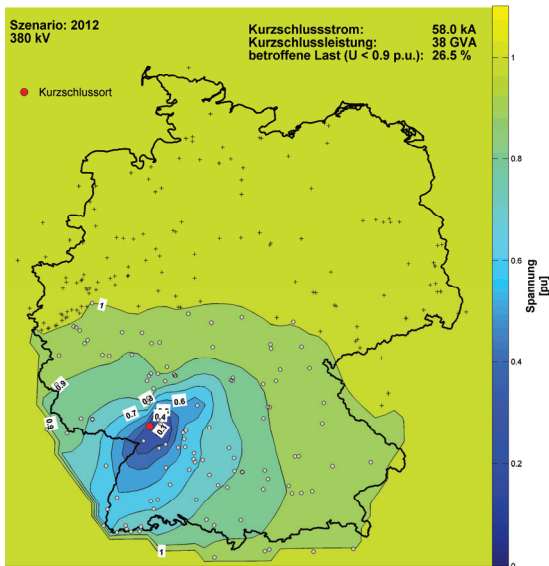 Szenario: 2012
380 kV
Kurzschlussstrom: 58.0 kA
Kurzschlussleistung: 38 GVA
betroffene Last (U < 0.9 p.u.): 26.5 %
Kurzschlussort
1
0.9
0.8
0.7
0.6
0.4
0.1
1
0.8
0.6
0.4
0.2
0
Spannung
[pu]